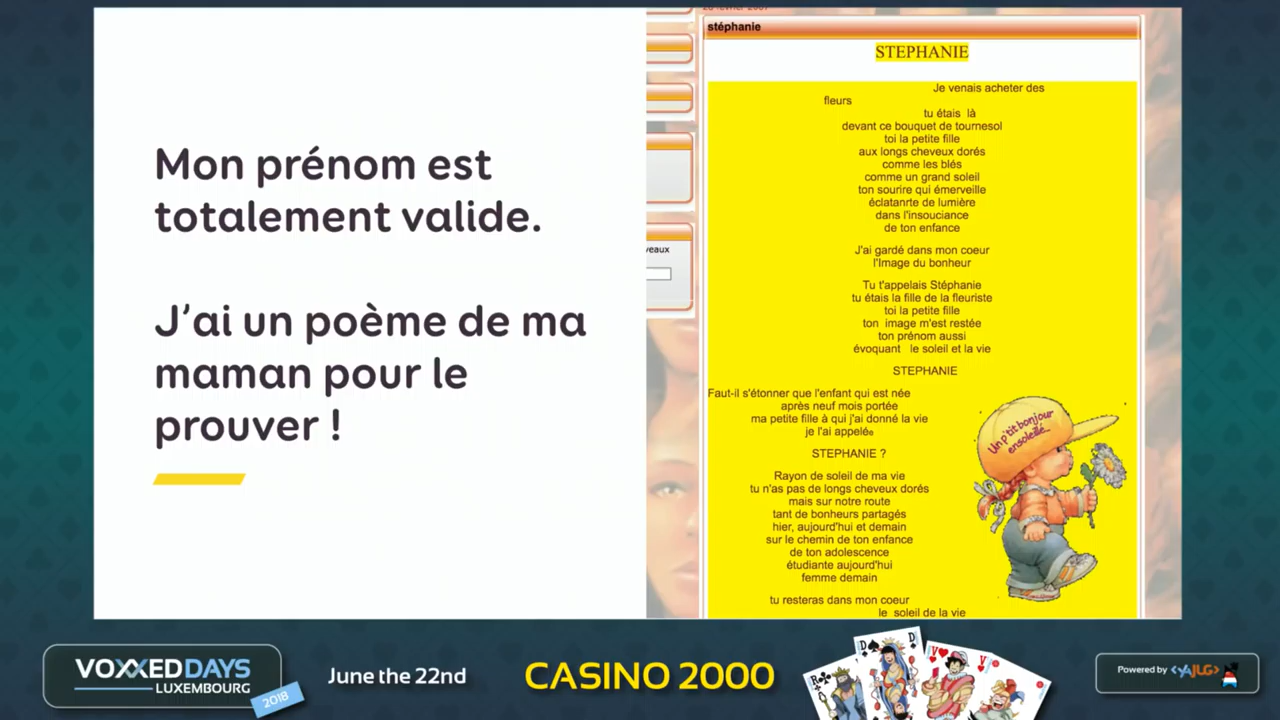 Mon prénom est
totalement valide.
J'ai un poème de ma
maman pour le
prouver !
stéphanie
STEPHANIE
Je venais acheter des
fleurs
tu étais là
devant ce bouquet de tournesol
toi la petite fille
aux longs cheveux dorés
comme les blés
comme un grand soleil
ton sourire qui émerveille
éclatanrte de lumière
dans l'insouciance
de ton enfance
J'ai gardé dans mon coeur
l'Image du bonheur
Tu t'appelais Stéphanie
tu étais la fille de la fleuriste
toi la petite fille
ton image m'est restée
ton prénom aussi
évoquant le soleil et la vie
STEPHANIE
Faut-il s'étonner que l'enfant qui est née
après neuf mois portée
ma petite fille à qui j'ai donné la vie
je l'ai appelée
STEPHANIE ?
Rayon de soleil de ma vie
tu n'as pas de longs cheveux dorés
mais sur notre route
tant de bonheurs partagés
hier, aujourd'hui et demain
sur le chemin de ton enfance
de ton adolescence
étudiante aujourd'hui
femme demain
tu resteras dans mon coeur
le soleil de la vie
Un p'tit bonjour
ensoleillé...
veaux
VOXXED DAYS
LUXEMBOURG
2018
June the 22nd
CASINO 2000
R
D
D
V
V
Powered by <YAJUG>